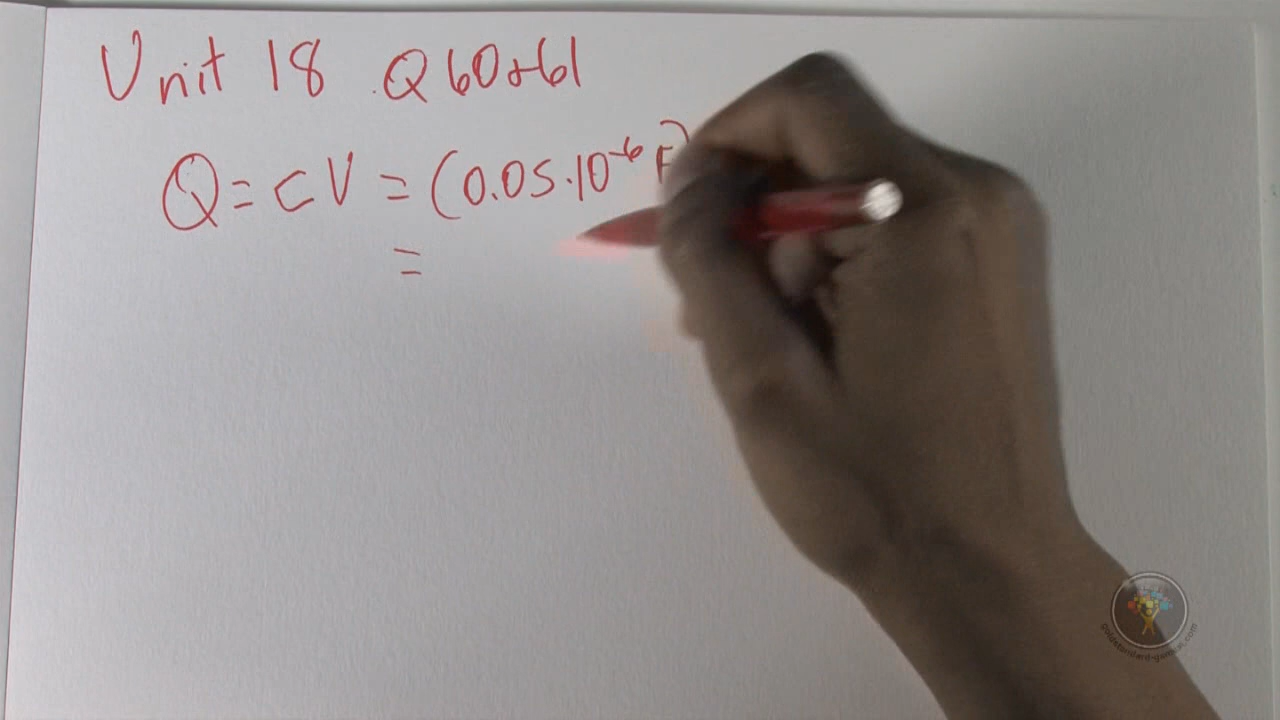 Unit 18 Q60+61
Q = CV = (0.05·10⁻⁶ F)
=